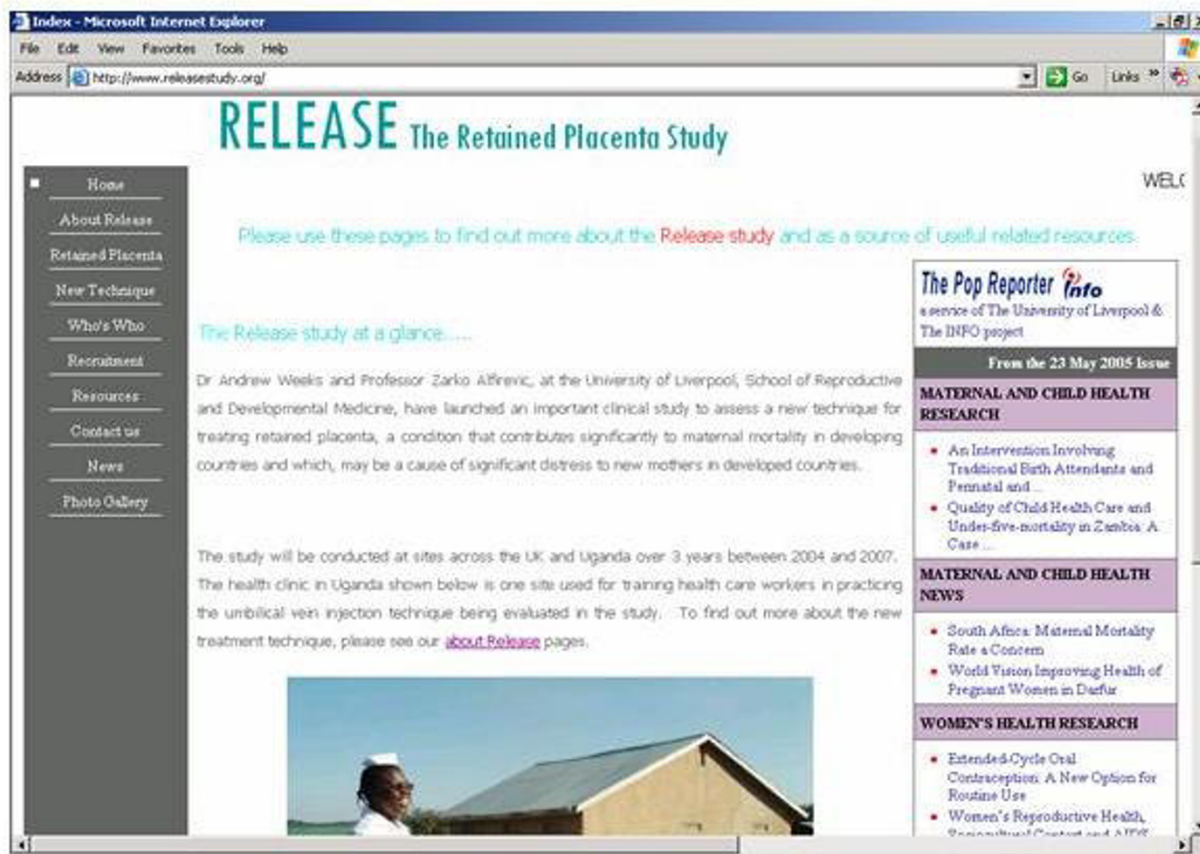 Index - Microsoft Internet Explorer
File Edit View Favorites Tools Help
Address http://www.releasestudy.org/ Go Links »
RELEASE The Retained Placenta Study
WELC
Home
About Release
Retained Placenta
New Technique
Who's Who
Recruitment
Resources
Contact us
News
Photo Gallery
Please use these pages to find out more about the Release study and as a source of useful related resources.
The Release study at a glance.....
Dr Andrew Weeks and Professor Zarko Alfirevic, at the University of Liverpool, School of Reproductive
and Developmental Medicine, have launched an important clinical study to assess a new technique for
treating retained placenta, a condition that contributes significantly to maternal mortality in developing
countries and which, may be a cause of significant distress to new mothers in developed countries.
The study will be conducted at sites across the UK and Uganda over 3 years between 2004 and 2007.
The health clinic in Uganda shown below is one site used for training health care workers in practicing
the umbilical vein injection technique being evaluated in the study. To find out more about the new
treatment technique, please see our about Release pages.
The Pop Reporter info
a service of The University of Liverpool &
The INFO project
From the 23 May 2005 Issue
MATERNAL AND CHILD HEALTH
RESEARCH
An Intervention Involving
Traditional Birth Attendants and
Perinatal and ...
Quality of Child Health Care and
Under-five-mortality in Zambia: A
Case ...
MATERNAL AND CHILD HEALTH
NEWS
South Africa: Maternal Mortality
Rate a Concern
World Vision Improving Health of
Pregnant Women in Darfur
WOMEN'S HEALTH RESEARCH
Extended-Cycle Oral
Contraception: A New Option for
Routine Use
Women's Reproductive Health,
Sociocultural Context and AIDS